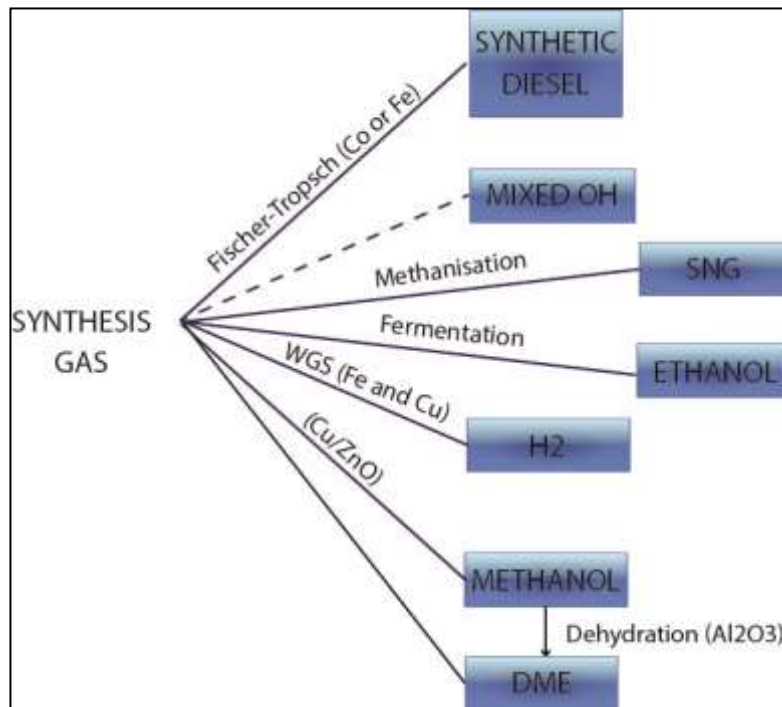 SYNTHETIC
DIESEL
Fischer-Tropsch (Co or Fe)
MIXED OH
Methanisation
SNG
SYNTHESIS
GAS
Fermentation
ETHANOL
WGS (Fe and Cu)
H2
(Cu/ZnO)
METHANOL
Dehydration (Al2O3)
DME